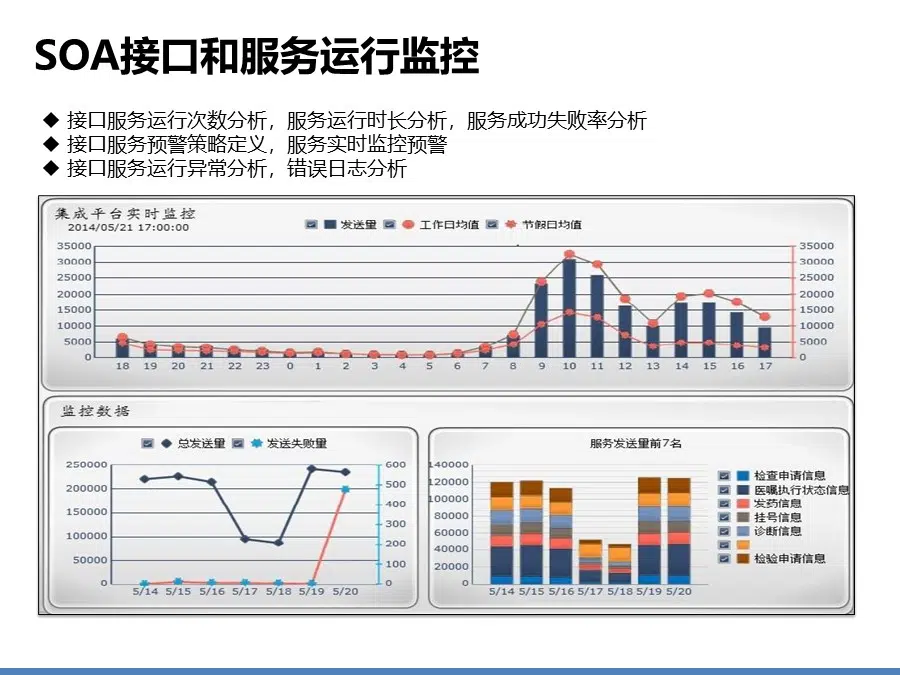 SOA接口和服务运行监控
◆ 接口服务运行次数分析，服务运行时长分析，服务成功失败率分析
◆ 接口服务预警策略定义，服务实时监控预警
◆ 接口服务运行异常分析，错误日志分析
集成平台实时监控
2014/05/21 17:00:00
发送量 工作日均值 节假日均值
35000 35000
30000 30000
25000 25000
20000 20000
15000 15000
10000 10000
5000 5000
0 0
18 19 20 21 22 23 0 1 2 3 4 5 6 7 8 9 10 11 12 13 14 15 16 17
监控数据
总发送量 发送失败量
250000 600
200000 500
150000 400
100000 300
50000 200
0 100
0
5/14 5/15 5/16 5/17 5/18 5/19 5/20
服务发送量前7名
140000
120000
100000
80000
60000
40000
20000
0
5/14 5/15 5/16 5/17 5/18 5/19 5/20
检查申请信息
医嘱执行状态信息
发药信息
挂号信息
诊断信息
检验申请信息